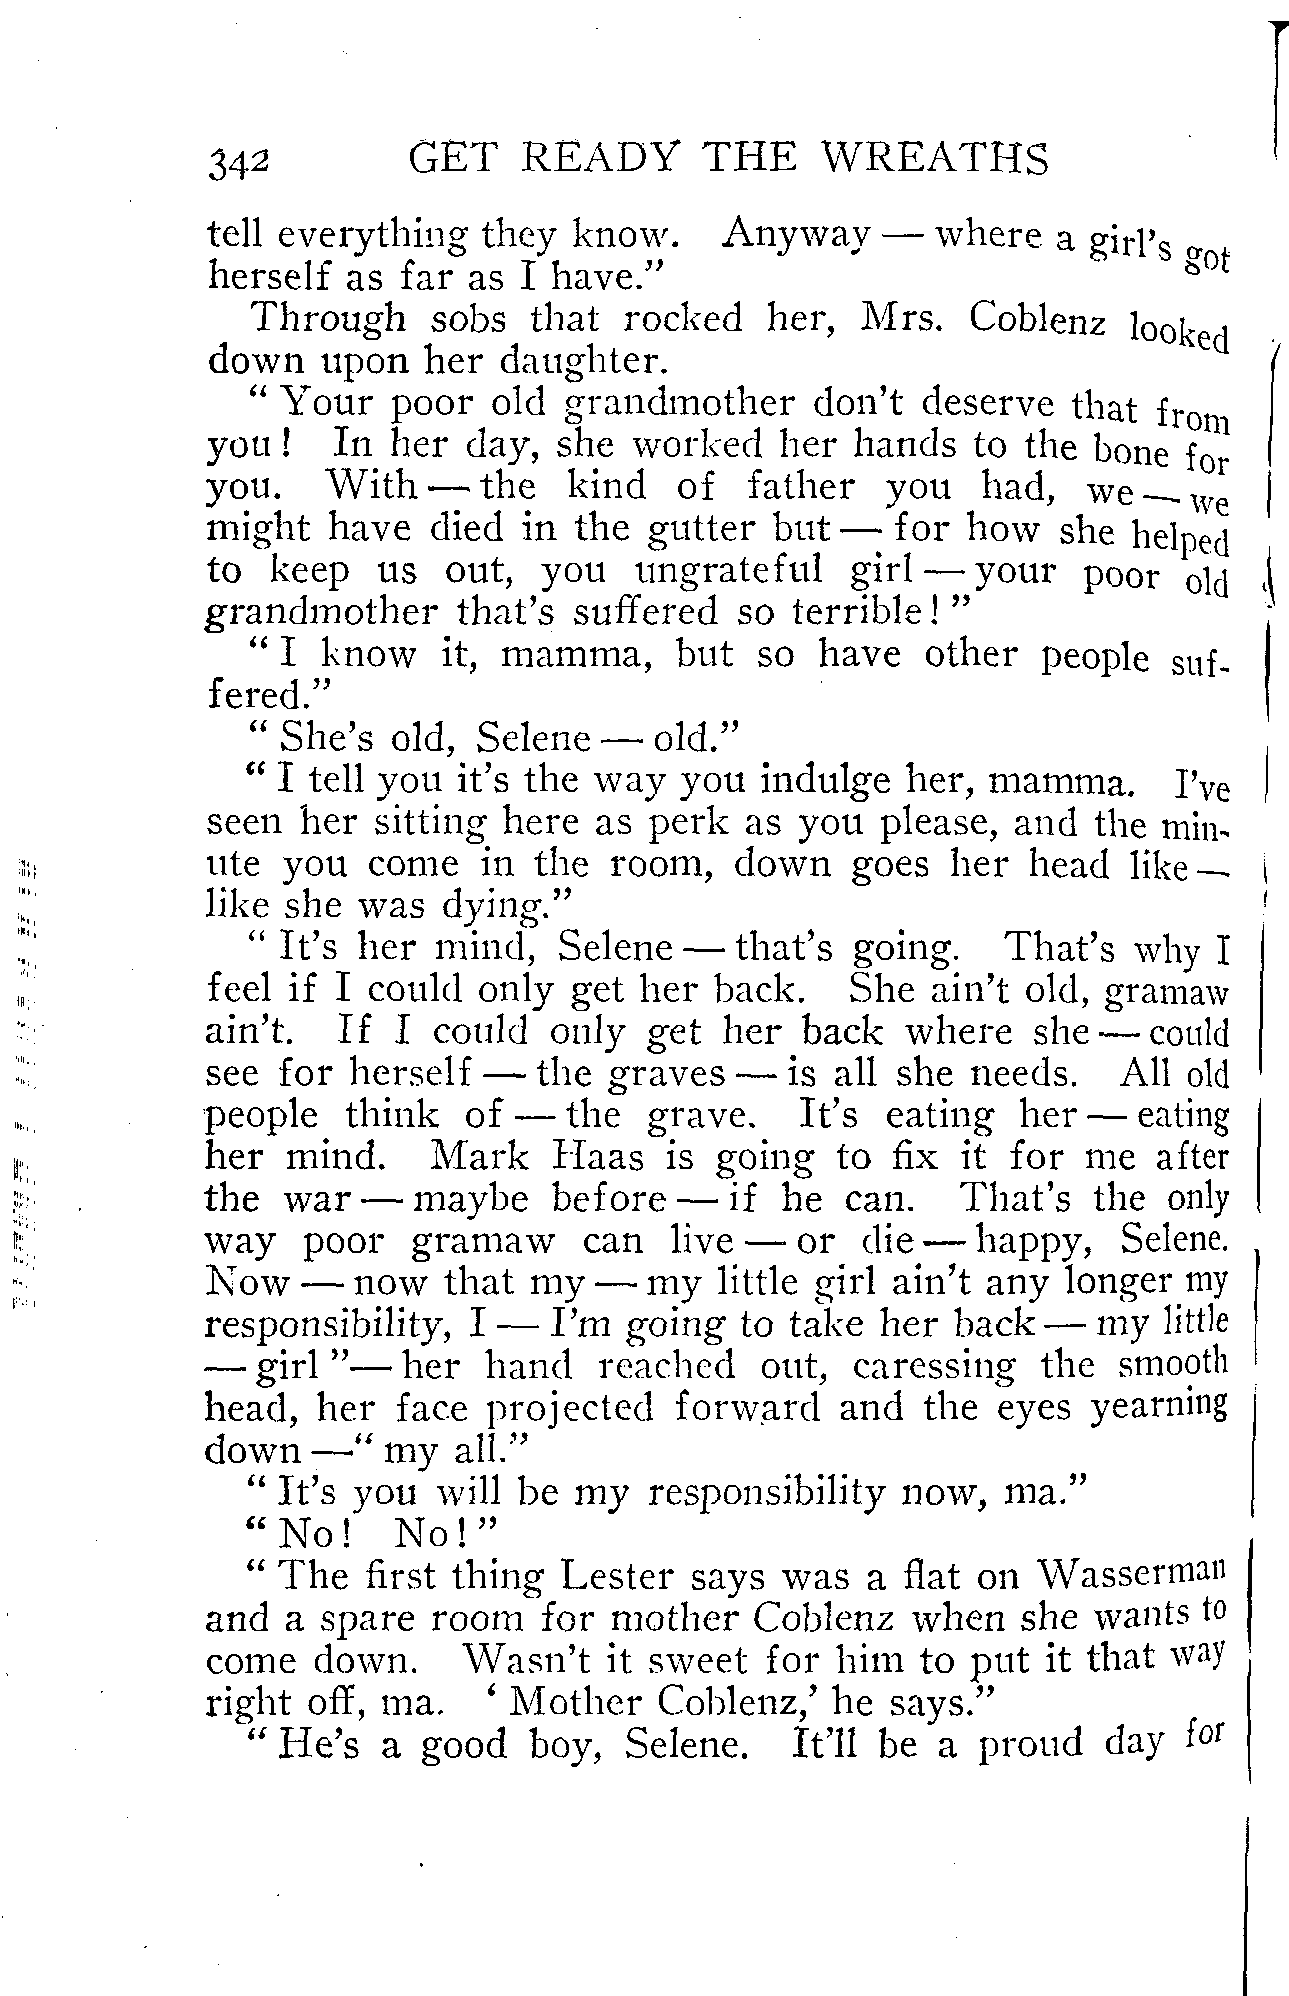 342 GET READY THE WREATHS
tell everything they know. Anyway — where a girl's got
herself as far as I have."
Through sobs that rocked her, Mrs. Coblenz looked
down upon her daughter.
" Your poor old grandmother don't deserve that from
you! In her day, she worked her hands to the bone for
you. With — the kind of father you had, we — we
might have died in the gutter but — for how she helped
to keep us out, you ungrateful girl — your poor old
grandmother that's suffered so terrible! "
" I know it, mamma, but so have other people suf-
fered."
" She's old, Selene — old."
" I tell you it's the way you indulge her, mamma. I've
seen her sitting here as perk as you please, and the min-
ute you come in the room, down goes her head like —
like she was dying."
" It's her mind, Selene — that's going. That's why I
feel if I could only get her back. She ain't old, gramaw
ain't. If I could only get her back where she — could
see for herself — the graves — is all she needs. All old
people think of — the grave. It's eating her — eating
her mind. Mark Haas is going to fix it for me after
the war — maybe before — if he can. That's the only
way poor gramaw can live — or die — happy, Selene.
Now — now that my — my little girl ain't any longer my
responsibility, I — I'm going to take her back — my little
— girl "— her hand reached out, caressing the smooth
head, her face projected forward and the eyes yearning
down —" my all."
" It's you will be my responsibility now, ma."
" No! No! "
" The first thing Lester says was a flat on Wasserman
and a spare room for mother Coblenz when she wants to
come down. Wasn't it sweet for him to put it that way
right off, ma. ' Mother Coblenz,' he says."
" He's a good boy, Selene. It'll be a proud day for